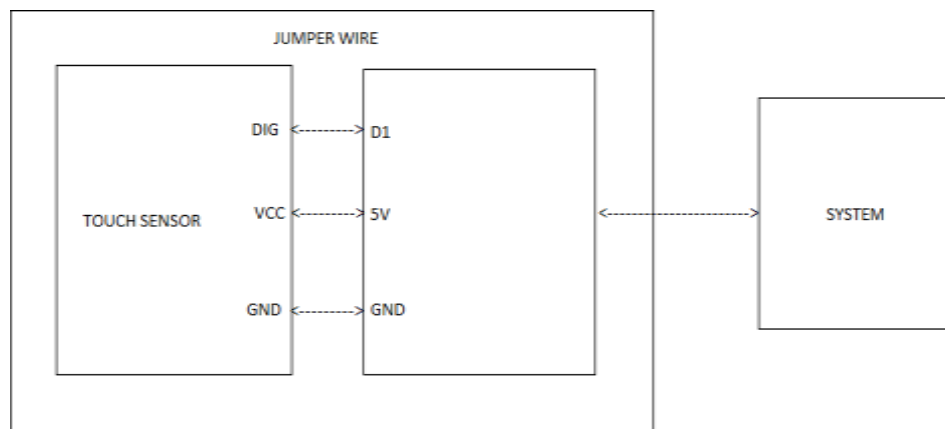 JUMPER WIRE
DIG
D1
TOUCH SENSOR
VCC
5V
SYSTEM
GND
GND